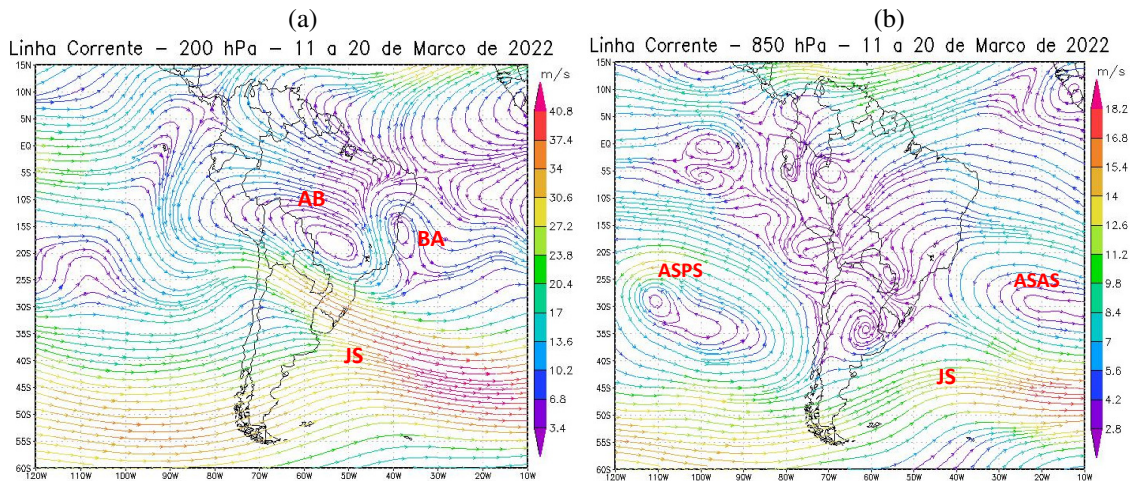 (a)
Linha Corrente - 200 hPa - 11 a 20 de Marco de 2022
m/s
15N
10N
5N
EQ
5S
10S
15S
20S
25S
30S
35S
40S
45S
50S
55S
60S
120W 110W 100W 90W 80W 70W 60W 50W 40W 30W 20W 10W
40.8
37.4
34
30.6
27.2
23.8
20.4
17
13.6
10.2
6.8
3.4
AB
BA
JS
(b)
Linha Corrente - 850 hPa - 11 a 20 de Marco de 2022
m/s
15N
10N
5N
EQ
5S
10S
15S
20S
25S
30S
35S
40S
45S
50S
55S
60S
120W 110W 100W 90W 80W 70W 60W 50W 40W 30W 20W 10W
18.2
16.8
15.4
14
12.6
11.2
9.8
8.4
7
5.6
4.2
2.8
ASPS
ASAS
JS